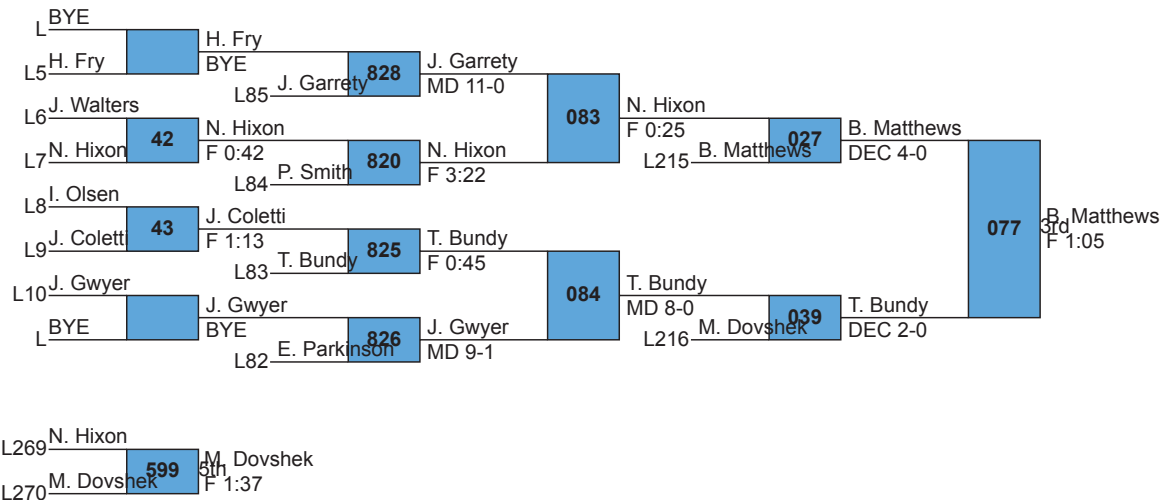 L BYE
L5 H. Fry
H. Fry
BYE
L85 J. Garrety
828
J. Garrety
MD 11-0
L6 J. Walters
L7 N. Hixon
42
N. Hixon
F 0:42
L84 P. Smith
820
N. Hixon
F 3:22
083
N. Hixon
F 0:25
L215 B. Matthews
027
B. Matthews
DEC 4-0
L8 I. Olsen
L9 J. Coletti
43
J. Coletti
F 1:13
L83 T. Bundy
825
T. Bundy
F 0:45
L10 J. Gwyer
L BYE
J. Gwyer
BYE
L82 E. Parkinson
826
J. Gwyer
MD 9-1
084
T. Bundy
MD 8-0
L216 M. Dovshek
039
T. Bundy
DEC 2-0
077
3rd
B. Matthews
F 1:05
L269 N. Hixon
L270 M. Dovshek
599
5th
M. Dovshek
F 1:37